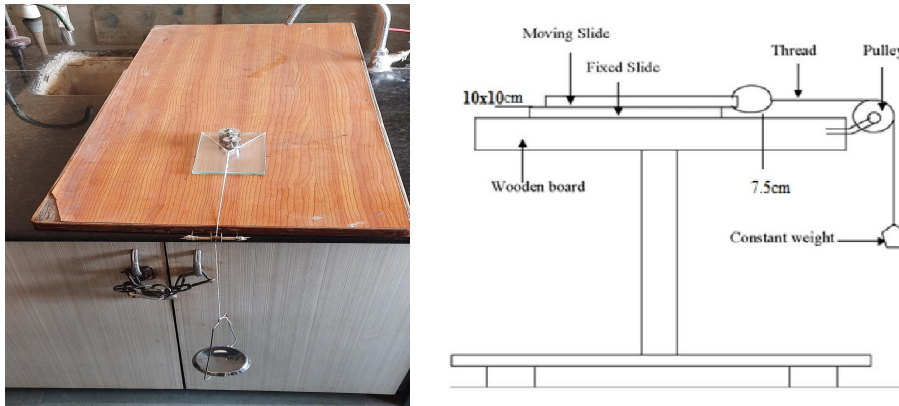 Moving Slide
Thread
Pulley
Fixed Slide
10x10cm
Wooden board
7.5cm
Constant weight